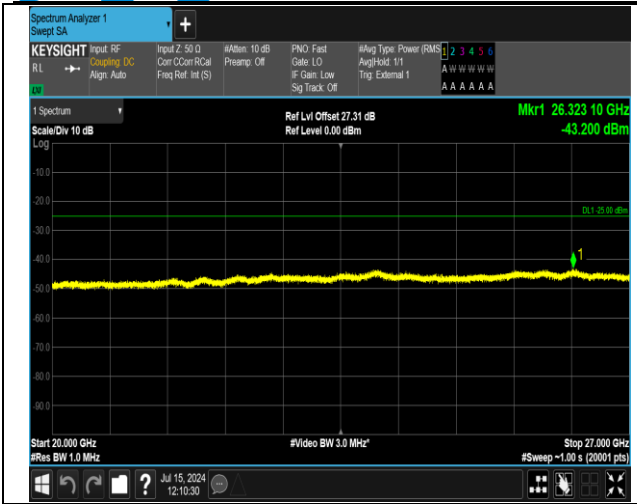 Spectrum Analyzer 1
Swept SA
+
KEYSIGHT
RL
LXI
Input: RF
Coupling: DC
Align: Auto
Input Z: 50 Ω
Corr CCorr RCal
Freq Ref: Int (S)
#Atten: 10 dB
Preamp: Off
PNO: Fast
Gate: LO
IF Gain: Low
Sig Track: Off
#Avg Type: Power (RMS
Avg|Hold: 1/1
Trig: External 1
1 2 3 4 5 6
A W W W W W
A A A A A A
1 Spectrum
Scale/Div 10 dB
Log
Ref Lvl Offset 27.31 dB
Ref Level 0.00 dBm
Mkr1 26.323 10 GHz
-43.200 dBm
-10.0
-20.0
DL1 -25.00 dBm
-30.0
1
-40.0
-50.0
-60.0
-70.0
-80.0
-90.0
Start 20.000 GHz
#Res BW 1.0 MHz
#Video BW 3.0 MHz*
Stop 27.000 GHz
#Sweep ~1.00 s (20001 pts)
?
Jul 15, 2024
12:10:30